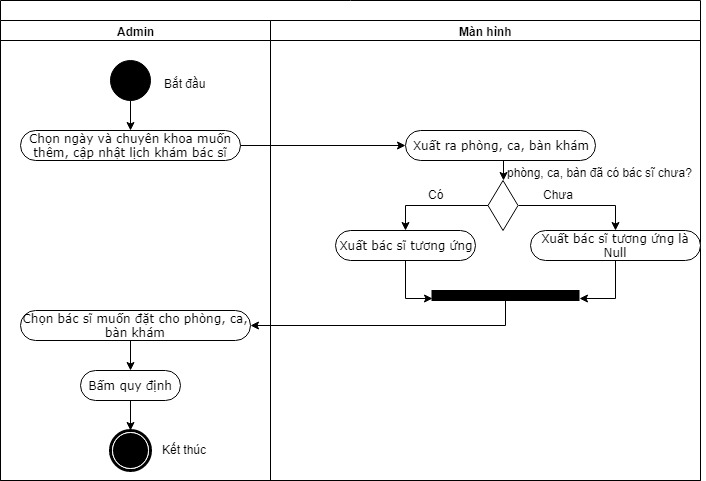 Admin
Màn hình
Bắt đầu
Chọn ngày và chuyên khoa muốn
thêm, cập nhật lịch khám bác sĩ
Xuất ra phòng, ca, bàn khám
phòng, ca, bàn đã có bác sĩ chưa?
Có
Chưa
Xuất bác sĩ tương ứng
Xuất bác sĩ tương ứng là
Null
Chọn bác sĩ muốn đặt cho phòng, ca,
bàn khám
Bấm quy định
Kết thúc